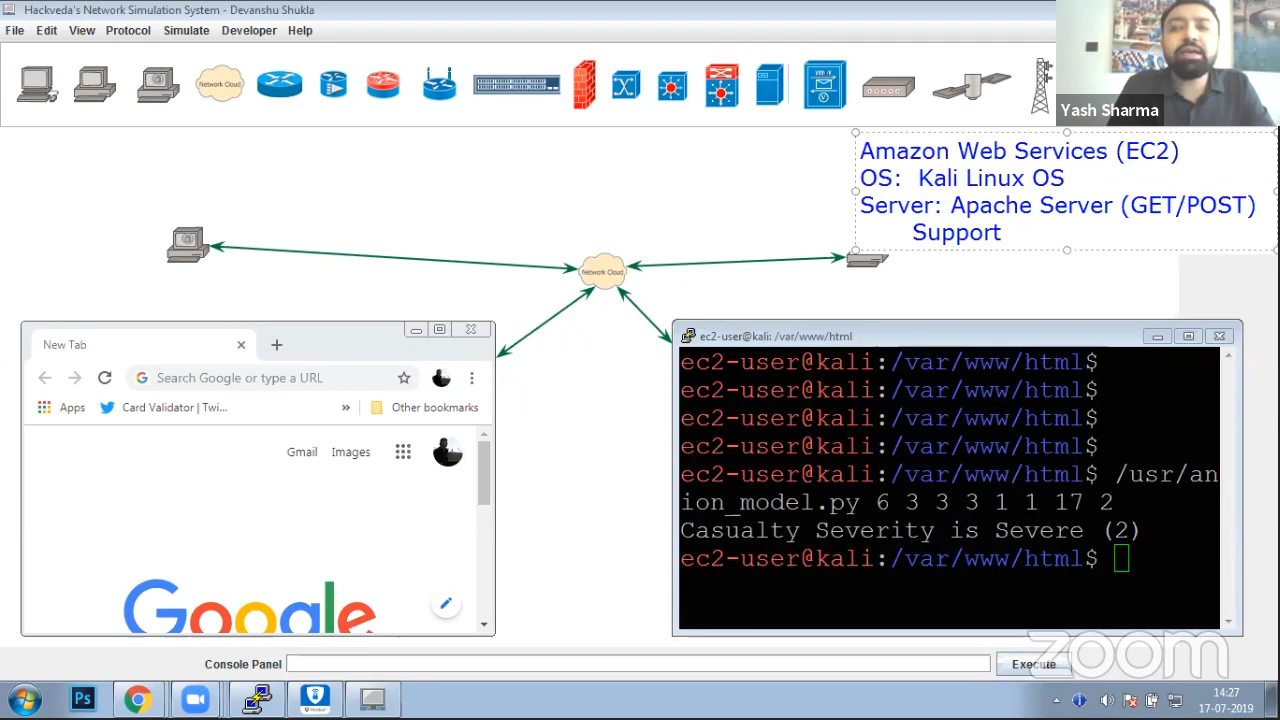 Hackveda's Network Simulation System - Devanshu Shukla
File Edit View Protocol Simulate Developer Help
Network Cloud
Yash Sharma
Amazon Web Services (EC2)
OS: Kali Linux OS
Server: Apache Server (GET/POST)
Support
Network Cloud
New Tab
Search Google or type a URL
Apps Card Validator | Twi... » Other bookmarks
Gmail Images
Google
ec2-user@kali: /var/www/html
ec2-user@kali:/var/www/html$
ec2-user@kali:/var/www/html$
ec2-user@kali:/var/www/html$
ec2-user@kali:/var/www/html$
ec2-user@kali:/var/www/html$ /usr/an
ion_model.py 6 3 3 3 1 1 17 2
Casualty Severity is Severe (2)
ec2-user@kali:/var/www/html$
Console Panel Execute
zoom
Ps
14:27
17-07-2019